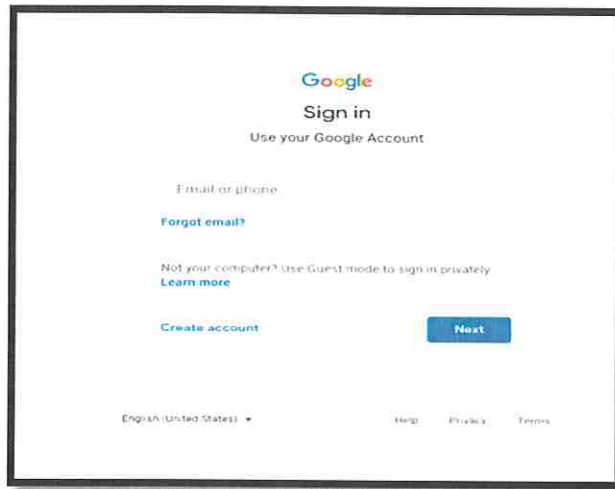 Google
Sign in
Use your Google Account
Email or phone
Forgot email?
Not your computer? Use Guest mode to sign in privately
Learn more
Create account
Next
English (United States)
Help Privacy Terms